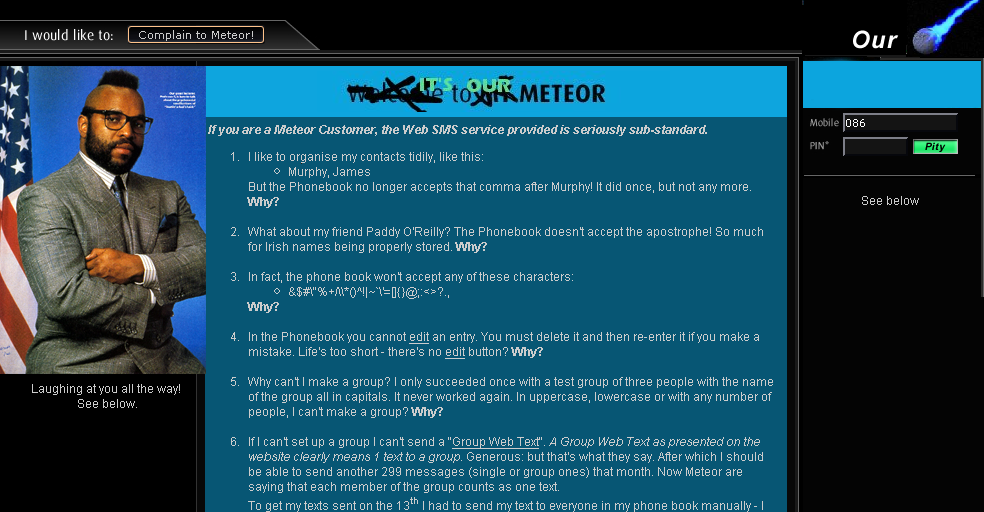 I would like to: Complain to Meteor!
Our
Welcome to IT'S OUR METEOR
Mobile 086
PIN* Pity
See below
If you are a Meteor Customer, the Web SMS service provided is seriously sub-standard.
1. I like to organise my contacts tidily, like this:
Murphy, James
But the Phonebook no longer accepts that comma after Murphy! It did once, but not any more.
Why?
2. What about my friend Paddy O'Reilly? The Phonebook doesn't accept the apostrophe! So much
for Irish names being properly stored. Why?
3. In fact, the phone book won't accept any of these characters:
&$#\"%+/\\*()^!|~`\'=[]{}@;:<>?.,
Why?
4. In the Phonebook you cannot edit an entry. You must delete it and then re-enter it if you make a
mistake. Life's too short - there's no edit button? Why?
5. Why can't I make a group? I only succeeded once with a test group of three people with the name
of the group all in capitals. It never worked again. In uppercase, lowercase or with any number of
people, I can't make a group? Why?
6. If I can't set up a group I can't send a "Group Web Text". A Group Web Text as presented on the
website clearly means 1 text to a group. Generous: but that's what they say. After which I should
be able to send another 299 messages (single or group ones) that month. Now Meteor are
saying that each member of the group counts as one text.
To get my texts sent on the 13th I had to send my text to everyone in my phone book manually - I
Laughing at you all the way!
See below.